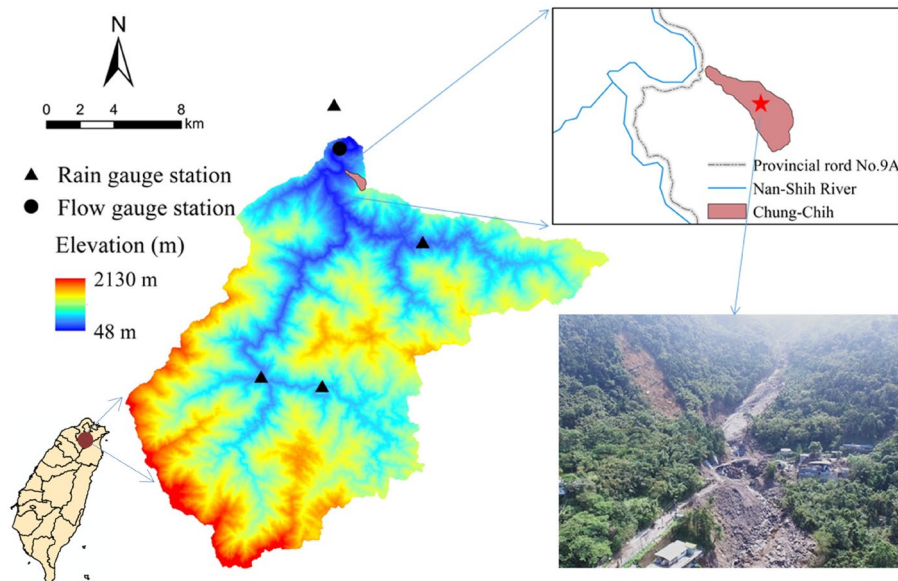 N
0 2 4 8
km
Rain gauge station
Flow gauge station
Elevation (m)
2130 m
48 m
Provincial rord No.9A
Nan-Shih River
Chung-Chih